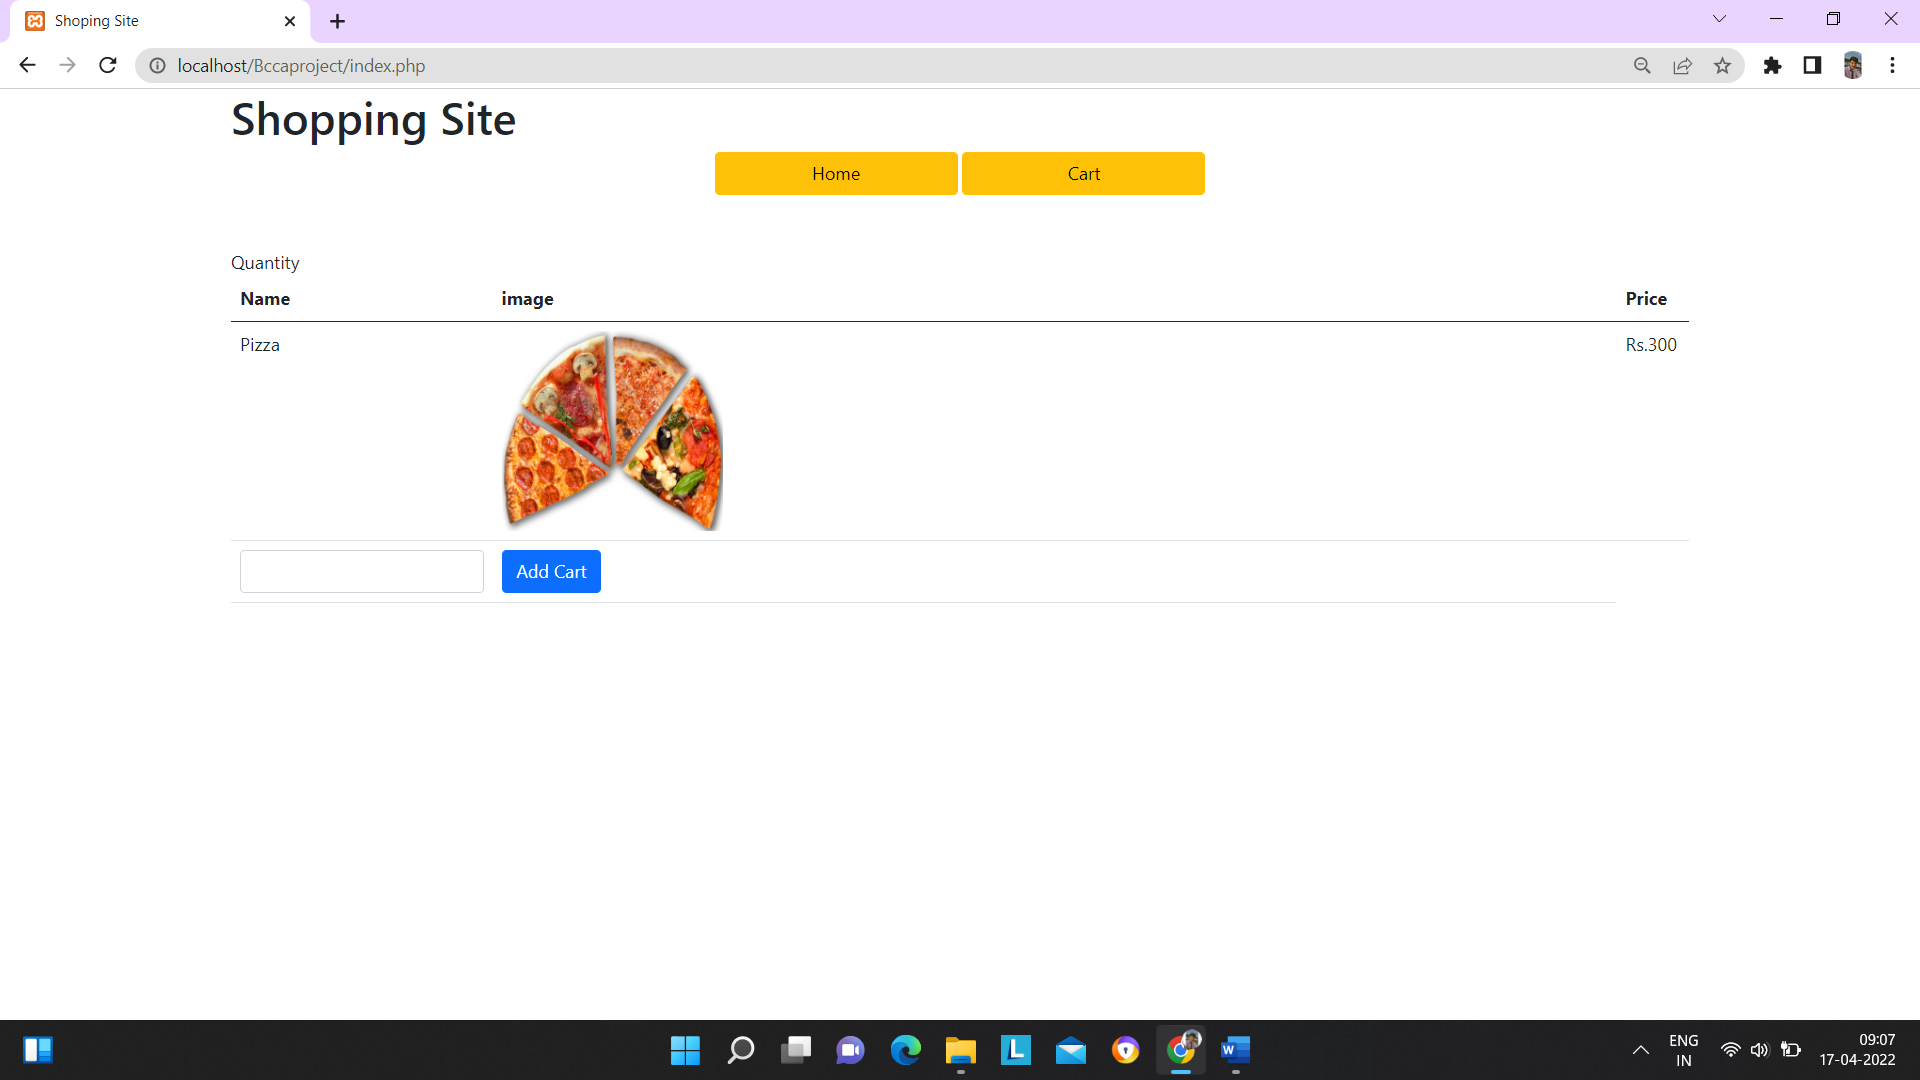 Shoping Site
localhost/Bccaproject/index.php
Shopping Site
Home Cart
Quantity
Name image Price
Pizza Rs.300
Add Cart
L
W
ENG
IN
09:07
17-04-2022